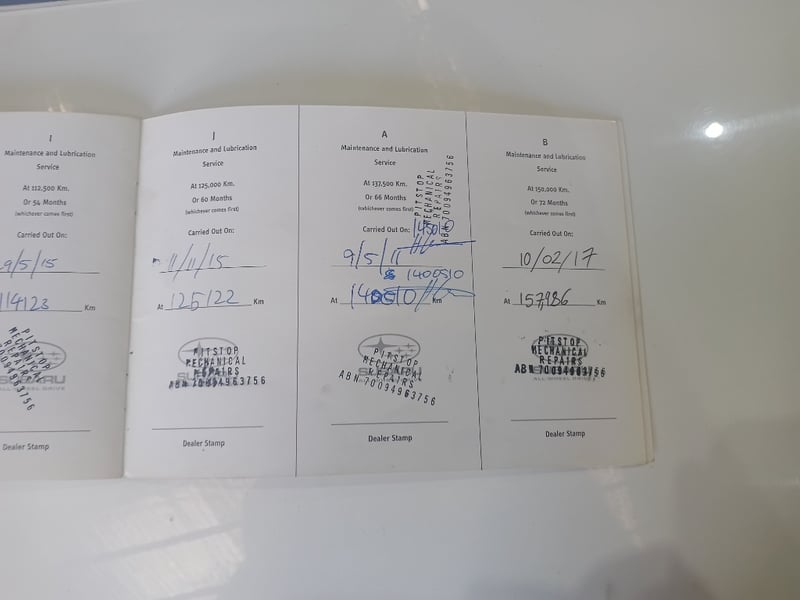 I
Maintenance and Lubrication
Service
At 112,500 Km.
Or 54 Months
(whichever comes first)
Carried Out On:
9/5/15
114123 Km
PITSTOP
MECHANICAL
REPAIRS
70094963756
SUBARU
ALL WHEEL DRIVE
Dealer Stamp
J
Maintenance and Lubrication
Service
At 125,000 Km.
Or 60 Months
(whichever comes first)
Carried Out On:
11/11/15
At 125122 Km
PITSTOP
MECHANICAL
REPAIRS
ABN 70094963756
Dealer Stamp
A
Maintenance and Lubrication
Service
At 137,500 Km.
Or 66 Months
(whichever comes first)
PITSTOP
MECHANICAL
REPAIRS
ABN 70094963756
Carried Out On:
9/5/11
1400510
At Km
PITSTOP
MECHANICAL
REPAIRS
ABN 70094963756
Dealer Stamp
B
Maintenance and Lubrication
Service
At 150,000 Km.
Or 72 Months
(whichever comes first)
Carried Out On:
10/02/17
At 157,986 Km
PITSTOP
MECHANICAL
REPAIRS
ABN 70094963756
ALL WHEEL DRIVE
Dealer Stamp